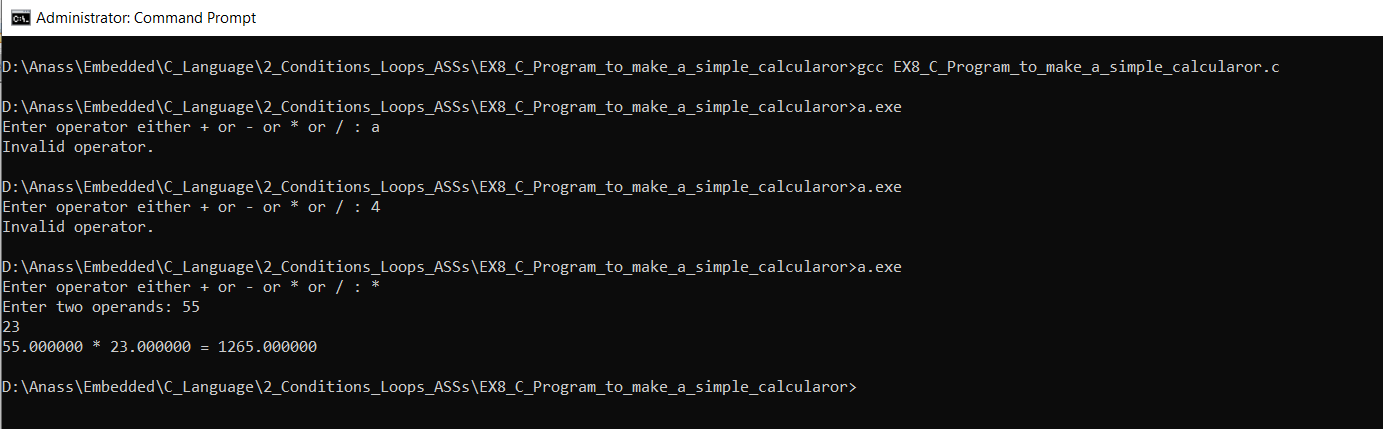 Administrator: Command Prompt
D:\Anass\Embedded\C_Language\2_Conditions_Loops_ASSs\EX8_C_Program_to_make_a_simple_calcularor>gcc EX8_C_Program_to_make_a_simple_calcularor.c
D:\Anass\Embedded\C_Language\2_Conditions_Loops_ASSs\EX8_C_Program_to_make_a_simple_calcularor>a.exe
Enter operator either + or - or * or / : a
Invalid operator.
D:\Anass\Embedded\C_Language\2_Conditions_Loops_ASSs\EX8_C_Program_to_make_a_simple_calcularor>a.exe
Enter operator either + or - or * or / : 4
Invalid operator.
D:\Anass\Embedded\C_Language\2_Conditions_Loops_ASSs\EX8_C_Program_to_make_a_simple_calcularor>a.exe
Enter operator either + or - or * or / : *
Enter two operands: 55
23
55.000000 * 23.000000 = 1265.000000
D:\Anass\Embedded\C_Language\2_Conditions_Loops_ASSs\EX8_C_Program_to_make_a_simple_calcularor>